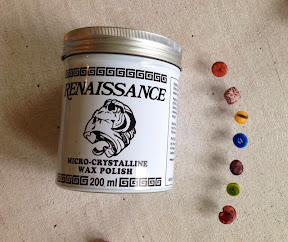 RENAISSANCE
MICRO-CRYSTALLINE
WAX POLISH
200 ml